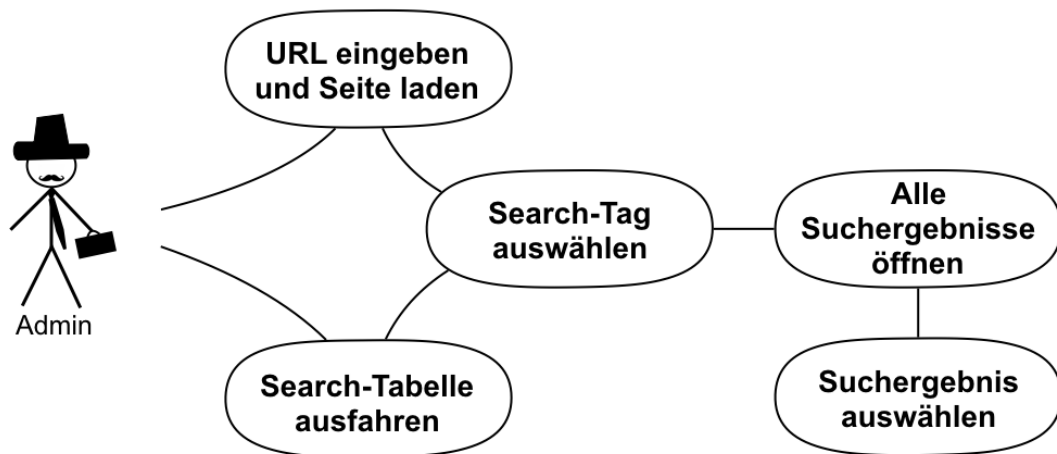 URL eingeben
und Seite laden
Search-Tag
auswählen
Alle
Suchergebnisse
öffnen
Admin
Search-Tabelle
ausfahren
Suchergebnis
auswählen